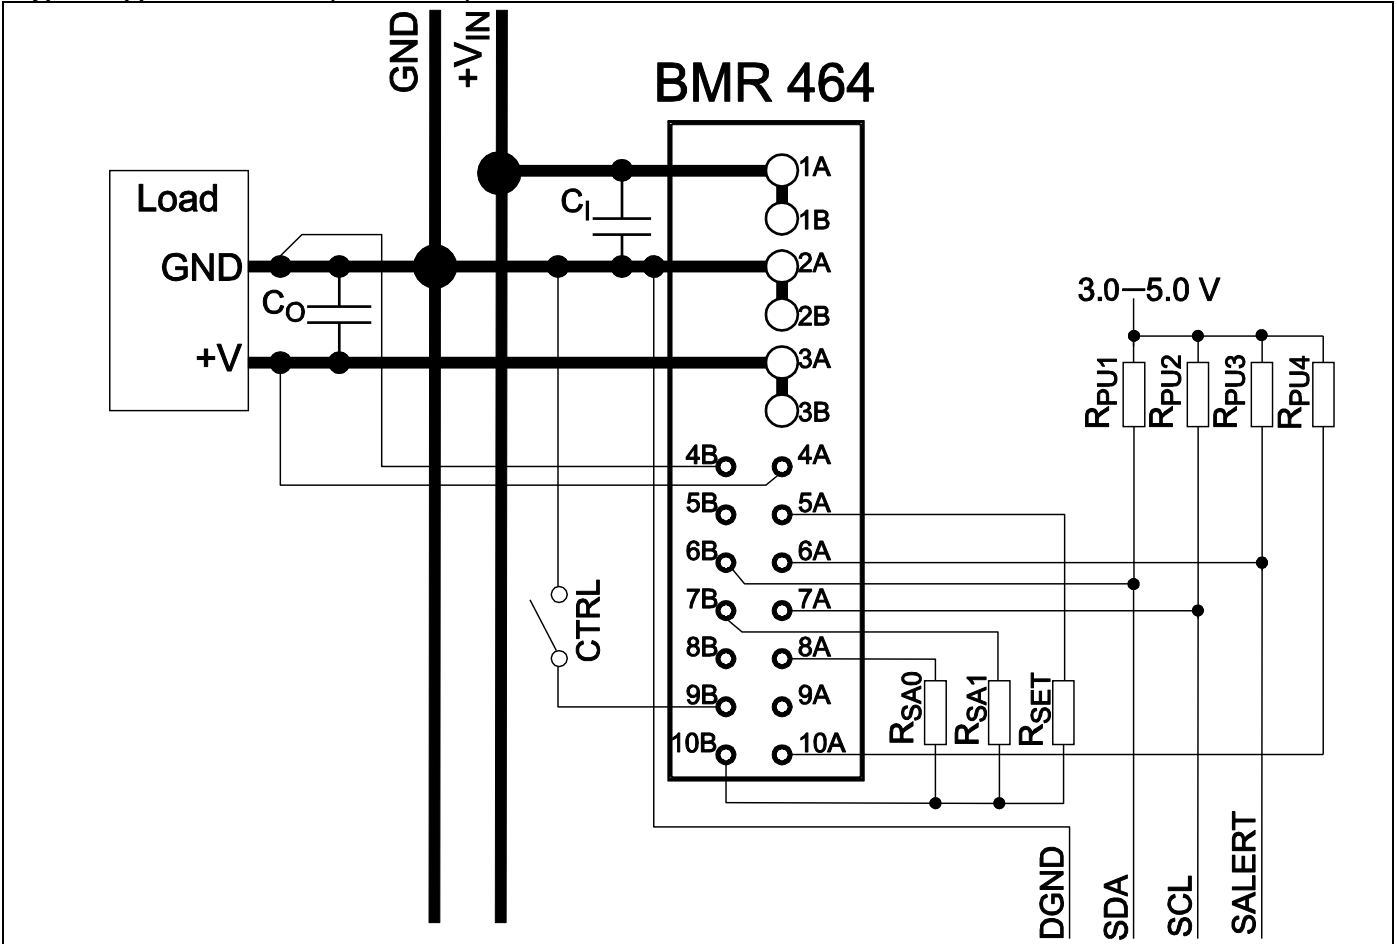 GND
+VIN
BMR 464
Load
GND
+V
CO
CI
1A
1B
2A
2B
3A
3B
4B
4A
5B
5A
6B
6A
7B
7A
8B
8A
9B
9A
10B
10A
CTRL
3.0–5.0 V
RPU1
RPU2
RPU3
RPU4
RSA0
RSA1
RSET
DGND
SDA
SCL
SALERT